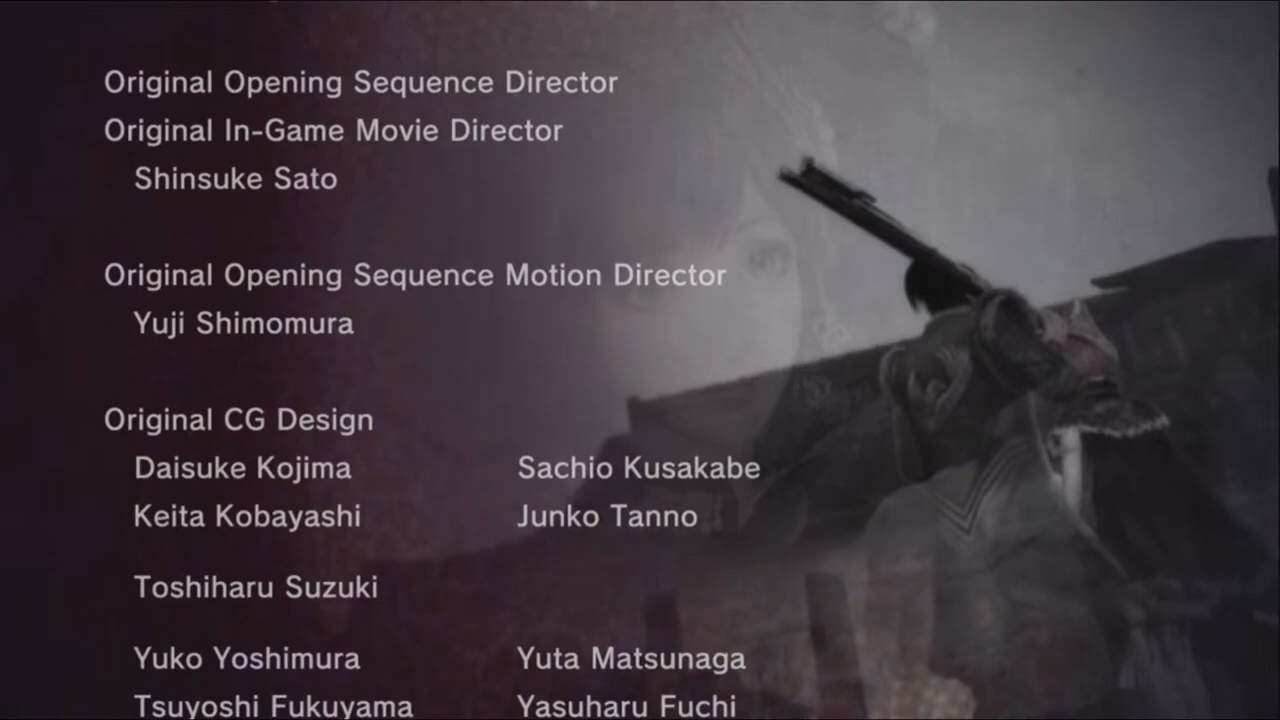 Original Opening Sequence Director
Original In-Game Movie Director
Shinsuke Sato
Original Opening Sequence Motion Director
Yuji Shimomura
Original CG Design
Daisuke Kojima Sachio Kusakabe
Keita Kobayashi Junko Tanno
Toshiharu Suzuki
Yuko Yoshimura Yuta Matsunaga
Tsuyoshi Fukuyama Yasuharu Fuchi